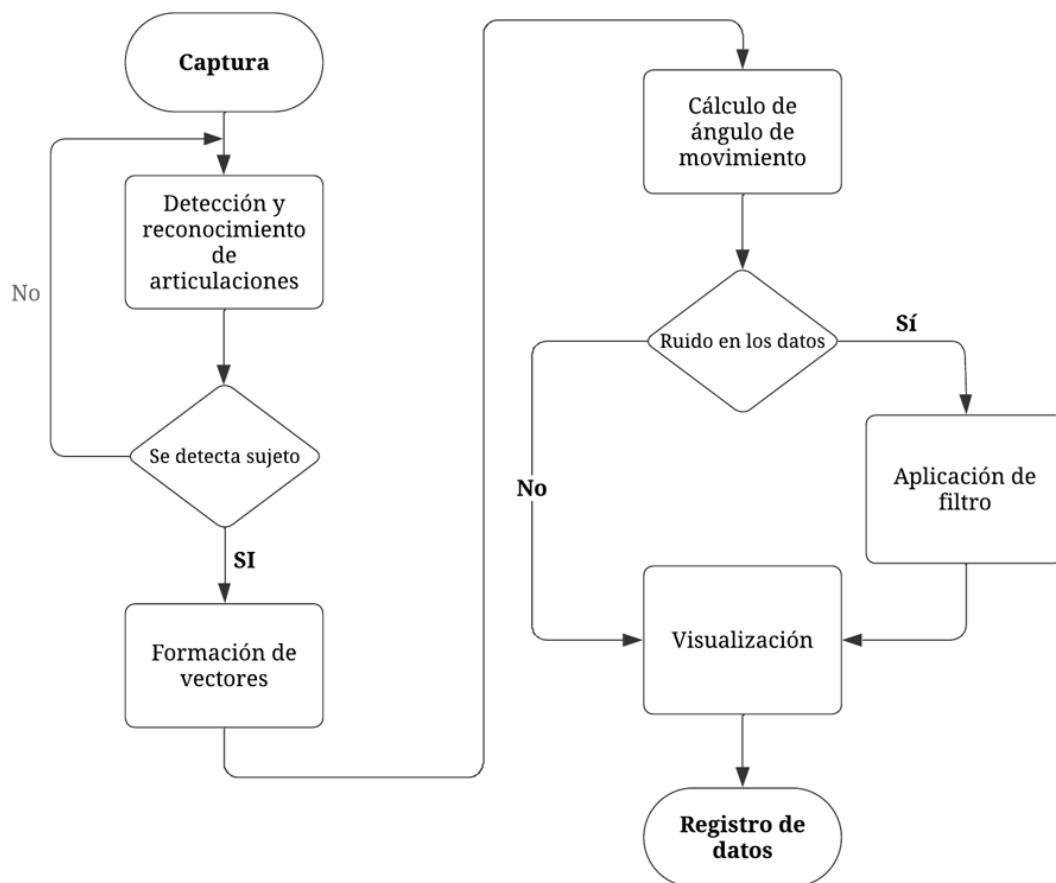 Captura
Detección y
reconocimiento
de
articulaciones
No
Se detecta sujeto
SI
Formación de
vectores
Cálculo de
ángulo de
movimiento
Ruido en los datos
Sí
No
Aplicación de
filtro
Visualización
Registro de
datos